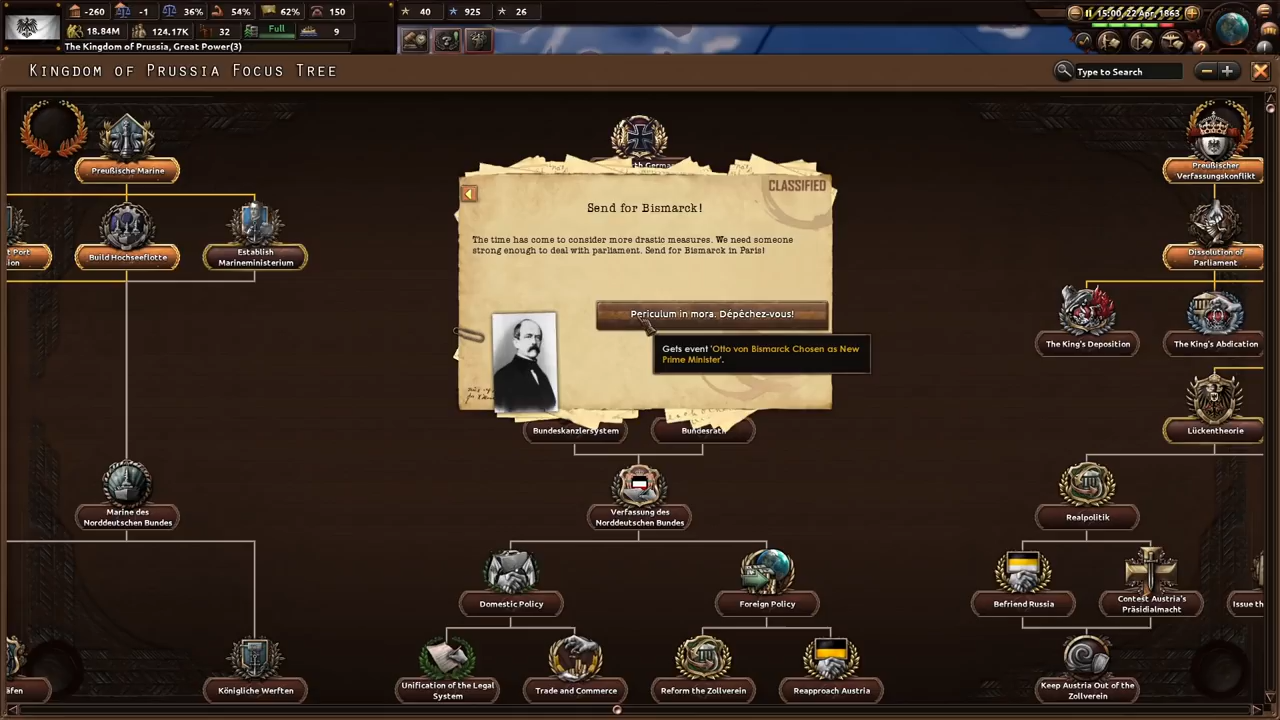 -260 -1 36% 54% 62% 150 40 925 26
15:00, 22 Apr, 1863
18.84M 124.17K 32 Full 9
The Kingdom of Prussia, Great Power(3)
KINGDOM OF PRUSSIA FOCUS TREE
Type to Search
Preußische Marine
Preußischer
Verfassungskonflikt
CLASSIFIED
Send for Bismarck!
The time has come to consider more drastic measures. We need someone
strong enough to deal with parliament. Send for Bismarck in Paris!
Periculum in mora. Dépêchez-vous!
Gets event 'Otto von Bismarck Chosen as New
Prime Minister'.
Build Hochseeflotte
Establish
Marineministerium
Dissolution of
Parliament
The King's Deposition
The King's Abdication
Bundeskanzlersystem
Bundesrat
Lückentheorie
Marine des
Norddeutschen Bundes
Verfassung des
Norddeutschen Bundes
Realpolitik
Domestic Policy
Foreign Policy
Befriend Russia
Contest Austria's
Präsidialmacht
Issue th
Königliche Werften
Unification of the Legal
System
Trade and Commerce
Reform the Zollverein
Reapproach Austria
Keep Austria Out of the
Zollverein